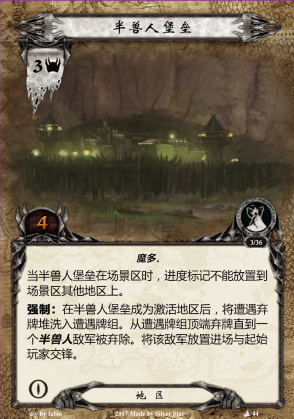 半兽人堡垒
3
4
3/36
魔多.
当半兽人堡垒在场景区时，进度标记不能放置到
场景区其他地区上。
强制：在半兽人堡垒成为激活地区后，将遭遇弃
牌堆洗入遭遇牌组。从遭遇牌组顶端弃牌直到一
个半兽人敌军被弃除。将该敌军放置进场与起始
玩家交锋。
地 区
diy by fable
2017 Made by Silver Star
44